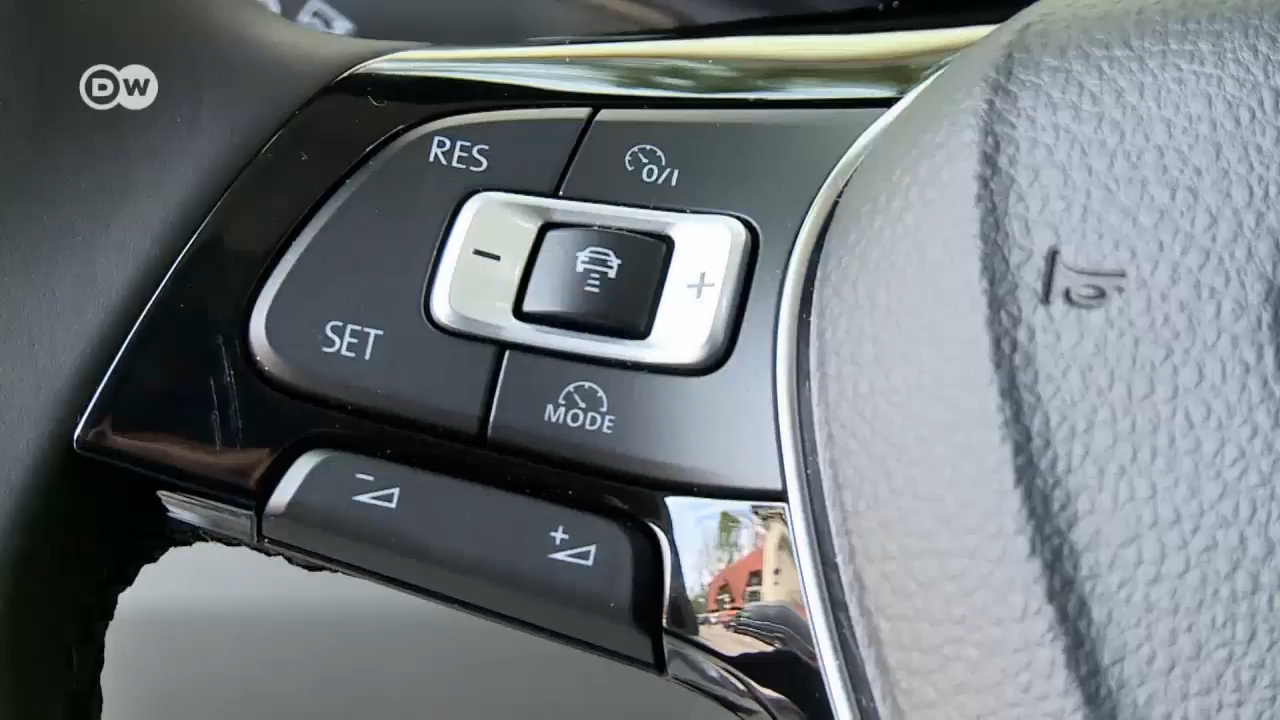 DW
RES
0/I
- +
SET
MODE
-
+